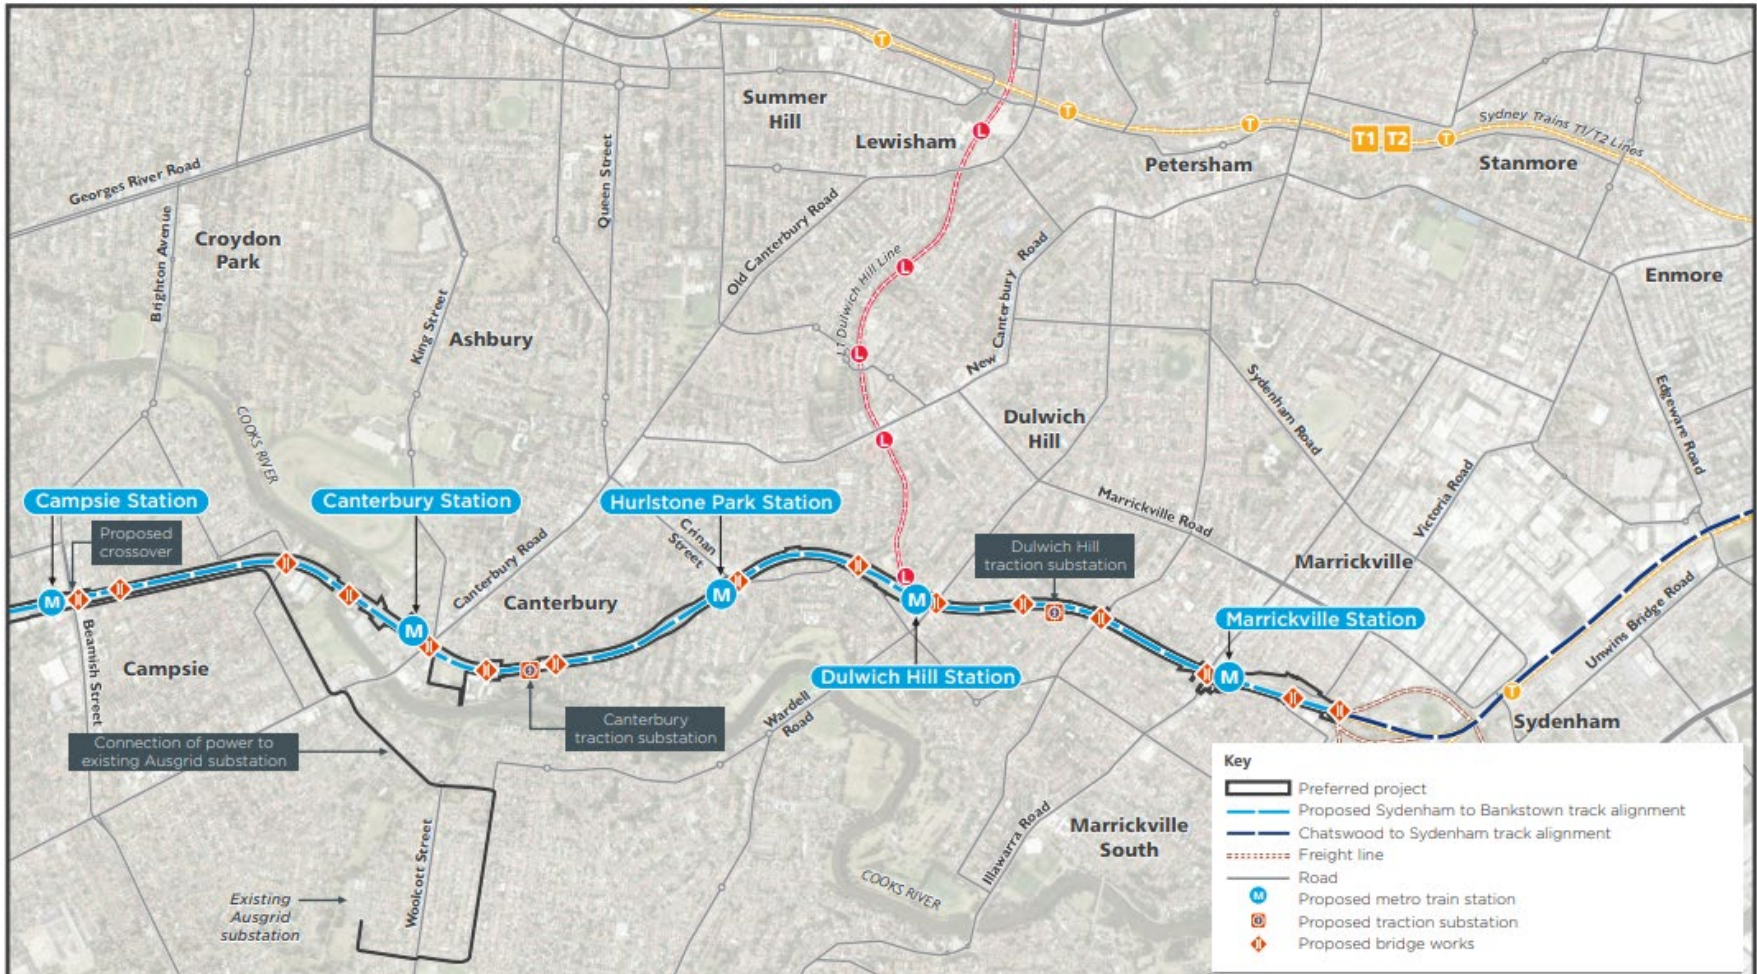 T
Summer
Hill
Lewisham
L
T
T
T1
T2
T
Sydney Trains T1/T2 Lines
Petersham
Stanmore
Georges River Road
Queen Street
Brighton Avenue
Croydon
Park
Old Canterbury Road
L
L1 Dulwich Hill Line
New Canterbury Road
Enmore
King Street
Ashbury
L
Sydenham Road
Edgeware Road
COOKS RIVER
Dulwich
Hill
L
Victoria Road
Campsie Station
Canterbury Station
Hurlstone Park Station
Marrickville Road
Proposed
crossover
Canterbury Road
Crinan
Street
Dulwich Hill
traction substation
Marrickville
L
M
M
M
M
Canterbury
Marrickville Station
Unwins Bridge Road
Beamish Street
Campsie
Dulwich Hill Station
M
T
Sydenham
Wardell
Road
Canterbury
traction substation
Connection of power to
existing Ausgrid substation
Woolcott Street
Illawarra Road
Marrickville
South
COOKS RIVER
Existing
Ausgrid
substation
Key
Preferred project
Proposed Sydenham to Bankstown track alignment
Chatswood to Sydenham track alignment
Freight line
Road
M
Proposed metro train station
Proposed traction substation
Proposed bridge works